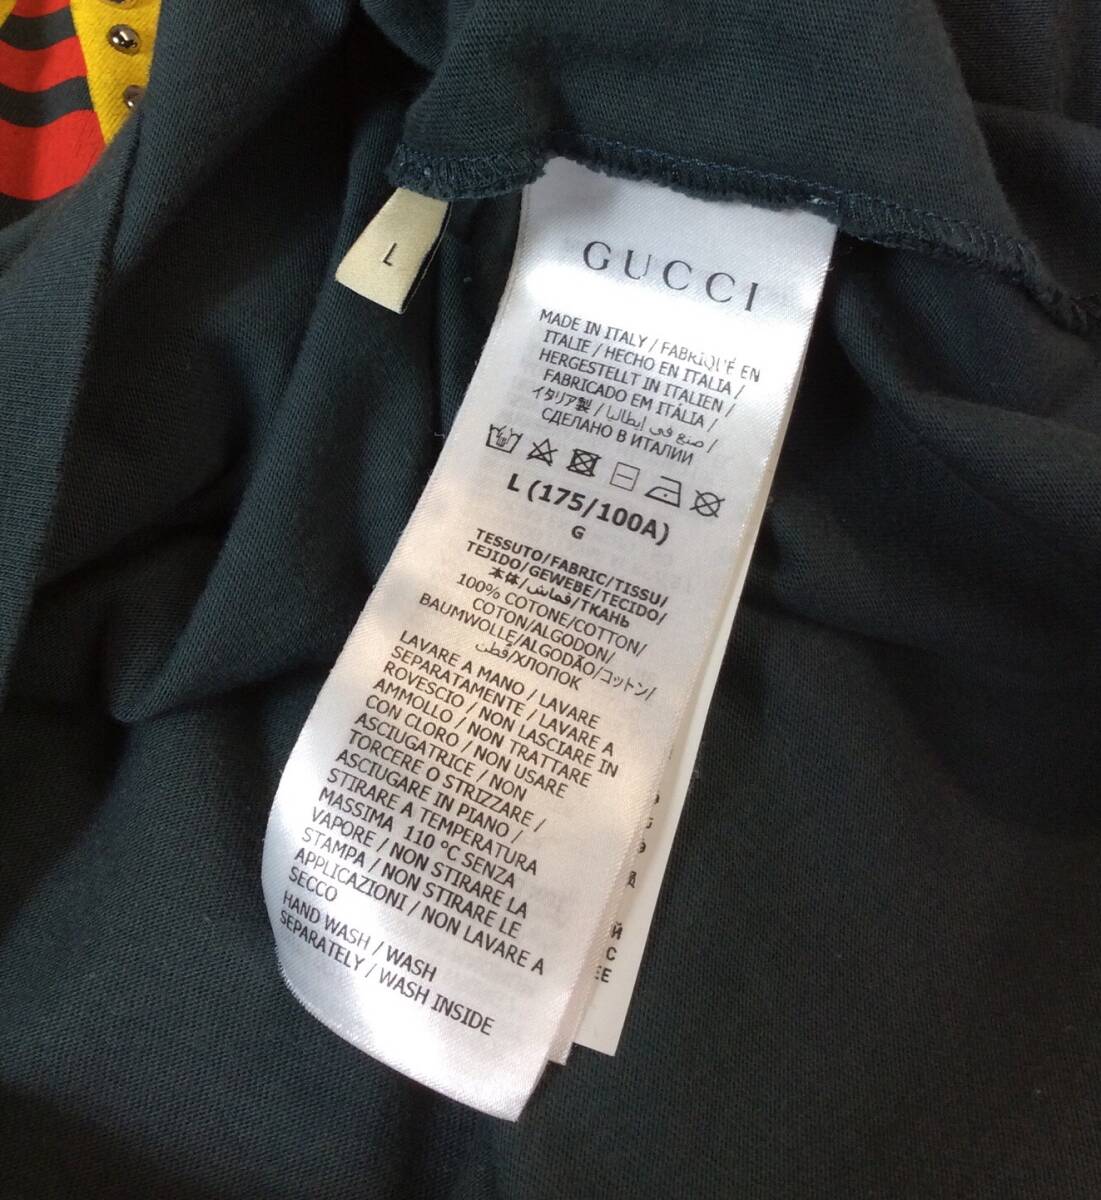 L
GUCCI
MADE IN ITALY / FABRIQUÉ EN
ITALIE / HECHO EN ITALIA /
HERGESTELLT IN ITALIEN /
FABRICADO EM ITÁLIA /
イタリア製 / صنع في إيطاليا /
СДЕЛАНО В ИТАЛИИ
L (175/100A)
G
TESSUTO/FABRIC/TISSU/
TEJIDO/GEWEBE/TECIDO/
本体/قماش/ТКАНЬ
100% COTONE/COTTON/
COTON/ALGODON/
BAUMWOLLE/ALGODÃO/コットン/
قطن/ХЛОПОК
LAVARE A MANO / LAVARE
SEPARATAMENTE / LAVARE A
ROVESCIO / NON LASCIARE IN
AMMOLLO / NON TRATTARE
CON CLORO / NON USARE
ASCIUGATRICE / NON
TORCERE O STRIZZARE /
ASCIUGARE IN PIANO /
STIRARE A TEMPERATURA
MASSIMA 110 °C SENZA
VAPORE / NON STIRARE LA
STAMPA / NON STIRARE LE
APPLICAZIONI / NON LAVARE A
SECCO
HAND WASH / WASH
SEPARATELY / WASH INSIDE